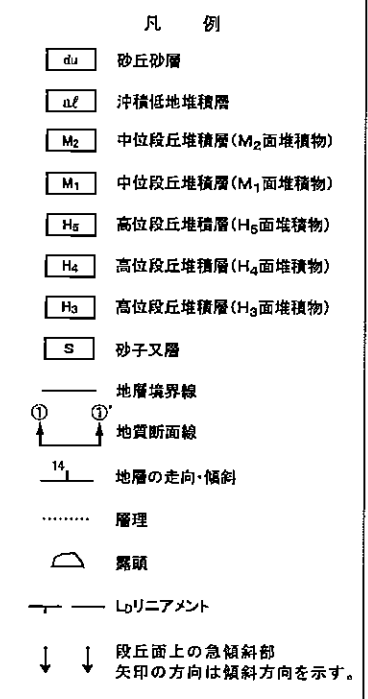 凡 例
du 砂丘砂層
aℓ 沖積低地堆積層
M₂ 中位段丘堆積層(M₂面堆積物)
M₁ 中位段丘堆積層(M₁面堆積物)
H₅ 高位段丘堆積層(H₅面堆積物)
H₄ 高位段丘堆積層(H₄面堆積物)
H₃ 高位段丘堆積層(H₃面堆積物)
S 砂子又層
地層境界線
① ①'
地質断面線
14 地層の走向・傾斜
層理
露頭
L_Dリニアメント
段丘面上の急傾斜部
矢印の方向は傾斜方向を示す。